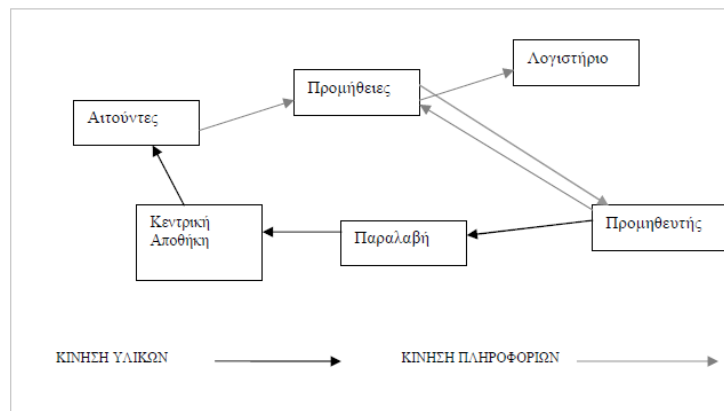 Λογιστήριο
Προμήθειες
Αιτούντες
Κεντρική
Αποθήκη
Παραλαβή
Προμηθευτής
ΚΙΝΗΣΗ ΥΛΙΚΩΝ
ΚΙΝΗΣΗ ΠΛΗΡΟΦΟΡΙΩΝ